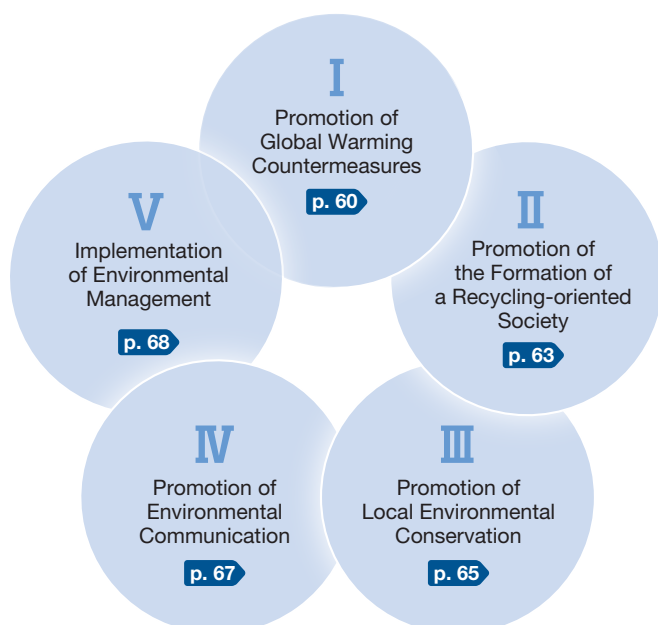 I
Promotion of
Global Warming
Countermeasures
p. 60
II
Promotion of
the Formation of
a Recycling-oriented
Society
p. 63
III
Promotion of
Local Environmental
Conservation
p. 65
IV
Promotion of
Environmental
Communication
p. 67
V
Implementation
of Environmental
Management
p. 68